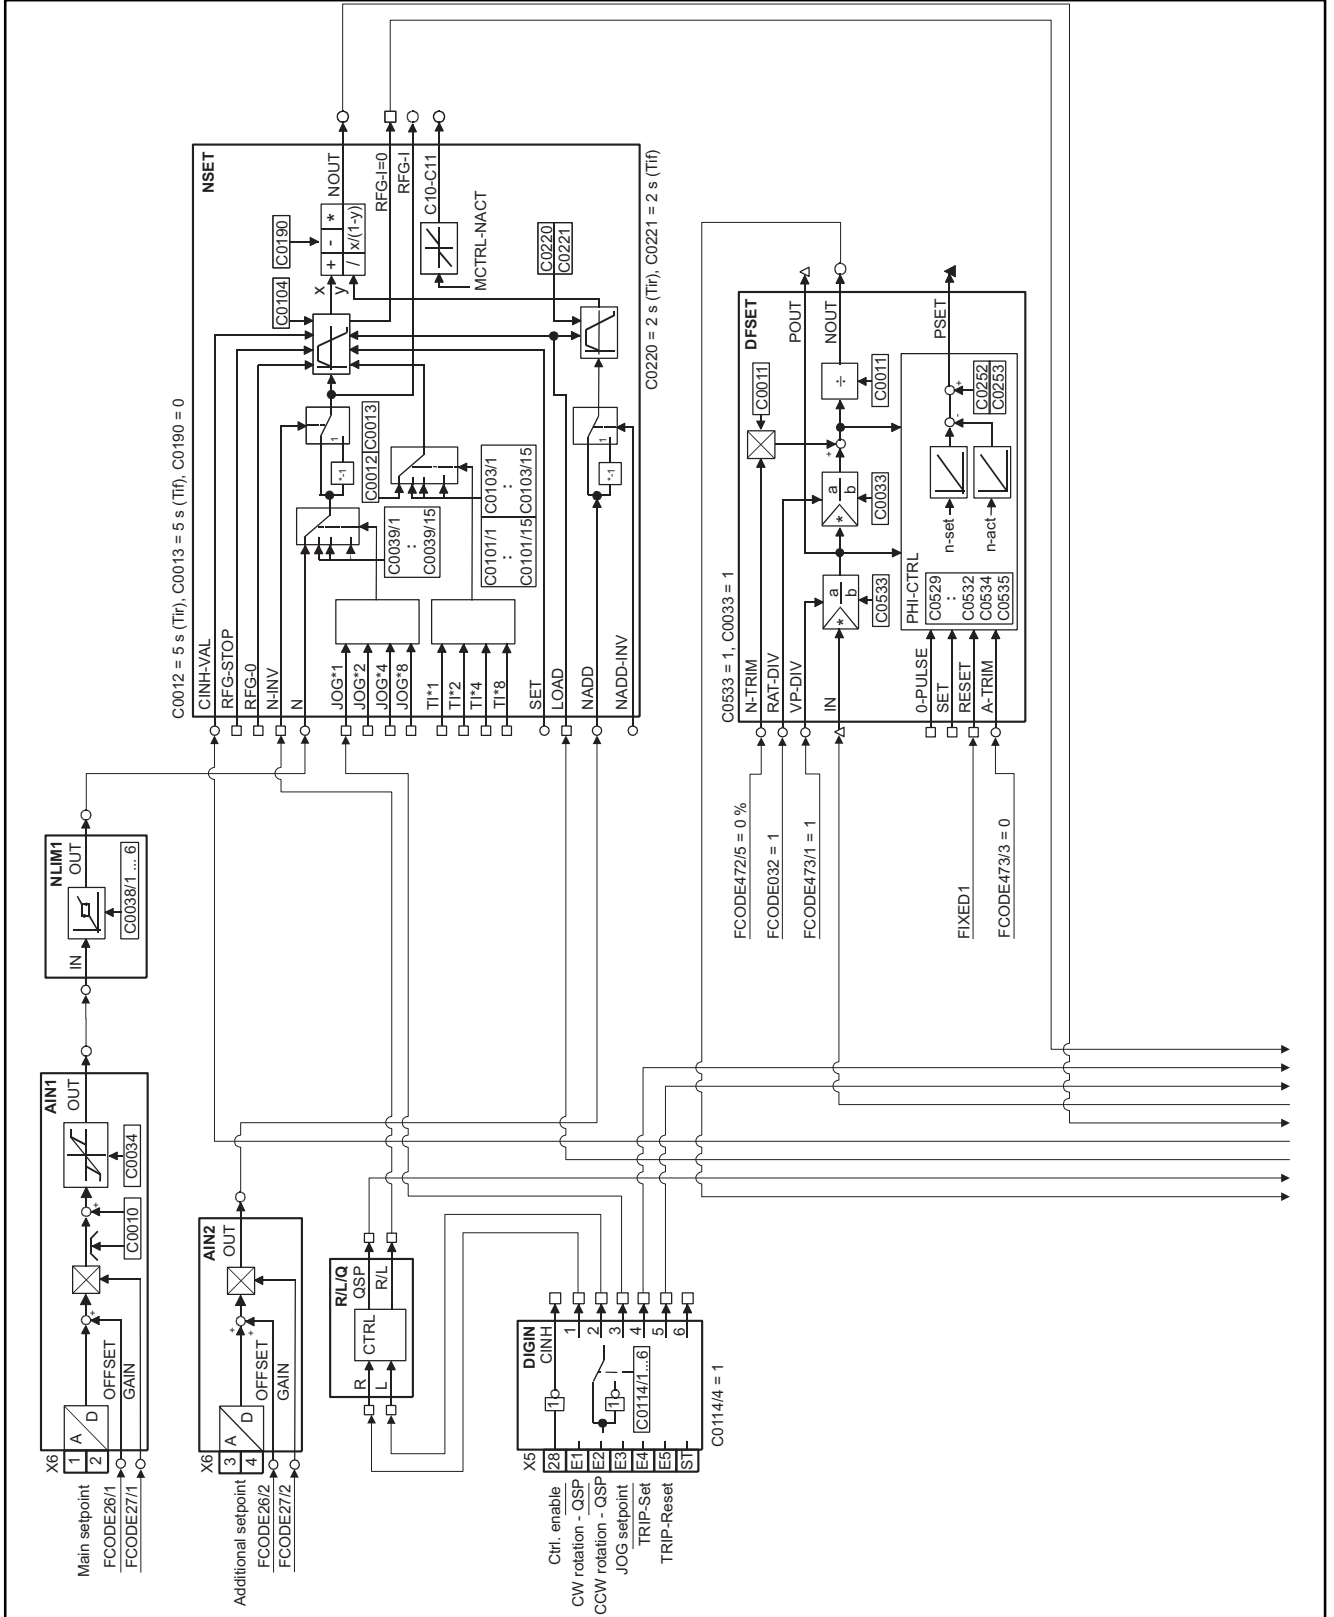 X6
1
2
Main setpoint
FCODE26/1
FCODE27/1
AIN1
A
D
OFFSET
GAIN
+
C0010
C0034
OUT
NLIM1
IN
OUT
C0038/1 ... 6
X6
3
4
Additional setpoint
FCODE26/2
FCODE27/2
AIN2
A
D
OFFSET
GAIN
+
+
OUT
R/L/Q
R
L
CTRL
QSP
R/L
X5
28
E1
E2
E3
E4
E5
ST
Ctrl. enable
CW rotation - QSP
CCW rotation - QSP
JOG setpoint
TRIP-Set
TRIP-Reset
DIGIN
CINH
1
1
1
2
3
4
5
6
C0114/1...6
C0114/4 = 1
C0012 = 5 s (Tir), C0013 = 5 s (Tif), C0190 = 0
NSET
CINH-VAL
RFG-STOP
RFG-0
N-INV
N
JOG*1
JOG*2
JOG*4
JOG*8
TI*1
TI*2
TI*4
TI*8
SET
LOAD
NADD
NADD-INV
*-1
1
C0012 C0013
C0039/1
:
C0039/15
C0101/1 C0103/1
: :
C0101/15 C0103/15
*-1
1
C0104
C0190
x
y
+ - *
/ x/(1-y)
NOUT
RFG-I=0
RFG-I
C10-C11
MCTRL-NACT
C0220
C0221
C0220 = 2 s (Tir), C0221 = 2 s (Tif)
C0533 = 1, C0033 = 1
DFSET
FCODE472/5 = 0 %
FCODE032 = 1
FCODE473/1 = 1
FIXED1
FCODE473/3 = 0
N-TRIM
RAT-DIV
VP-DIV
IN
0-PULSE
SET
RESET
A-TRIM
*
a
b
C0533
*
a
b
C0033
C0011
+
÷
C0011
POUT
NOUT
PSET
PHI-CTRL
C0529
:
C0532
C0534
C0535
n-set
n-act
-
+
C0252
C0253